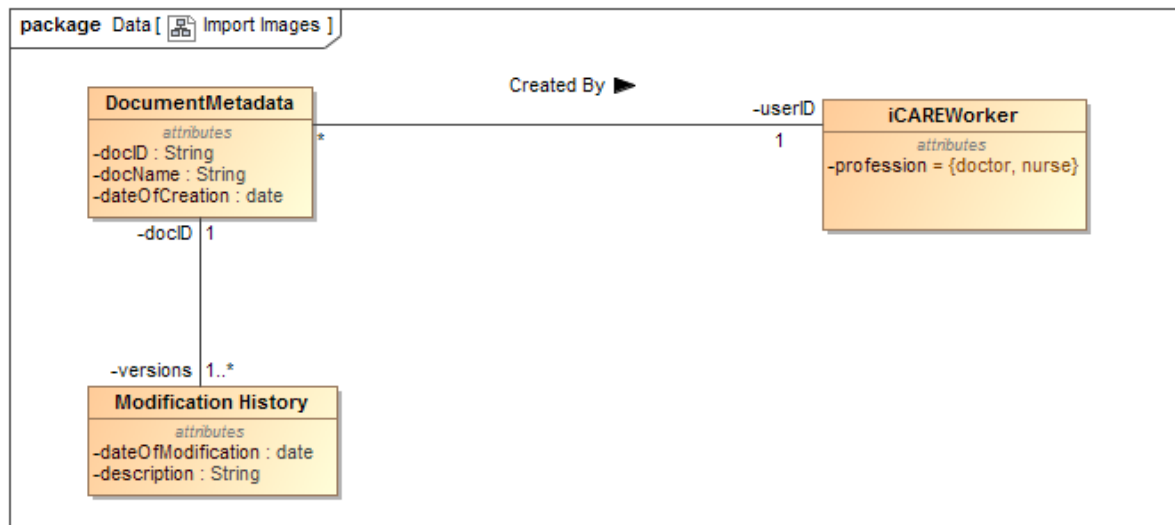 package Data [ Import Images ]
Created By
DocumentMetadata
attributes
-docID : String
-docName : String
-dateOfCreation : date
*
-userID
1
iCAREWorker
attributes
-profession = {doctor, nurse}
-docID 1
-versions 1..*
Modification History
attributes
-dateOfModification : date
-description : String